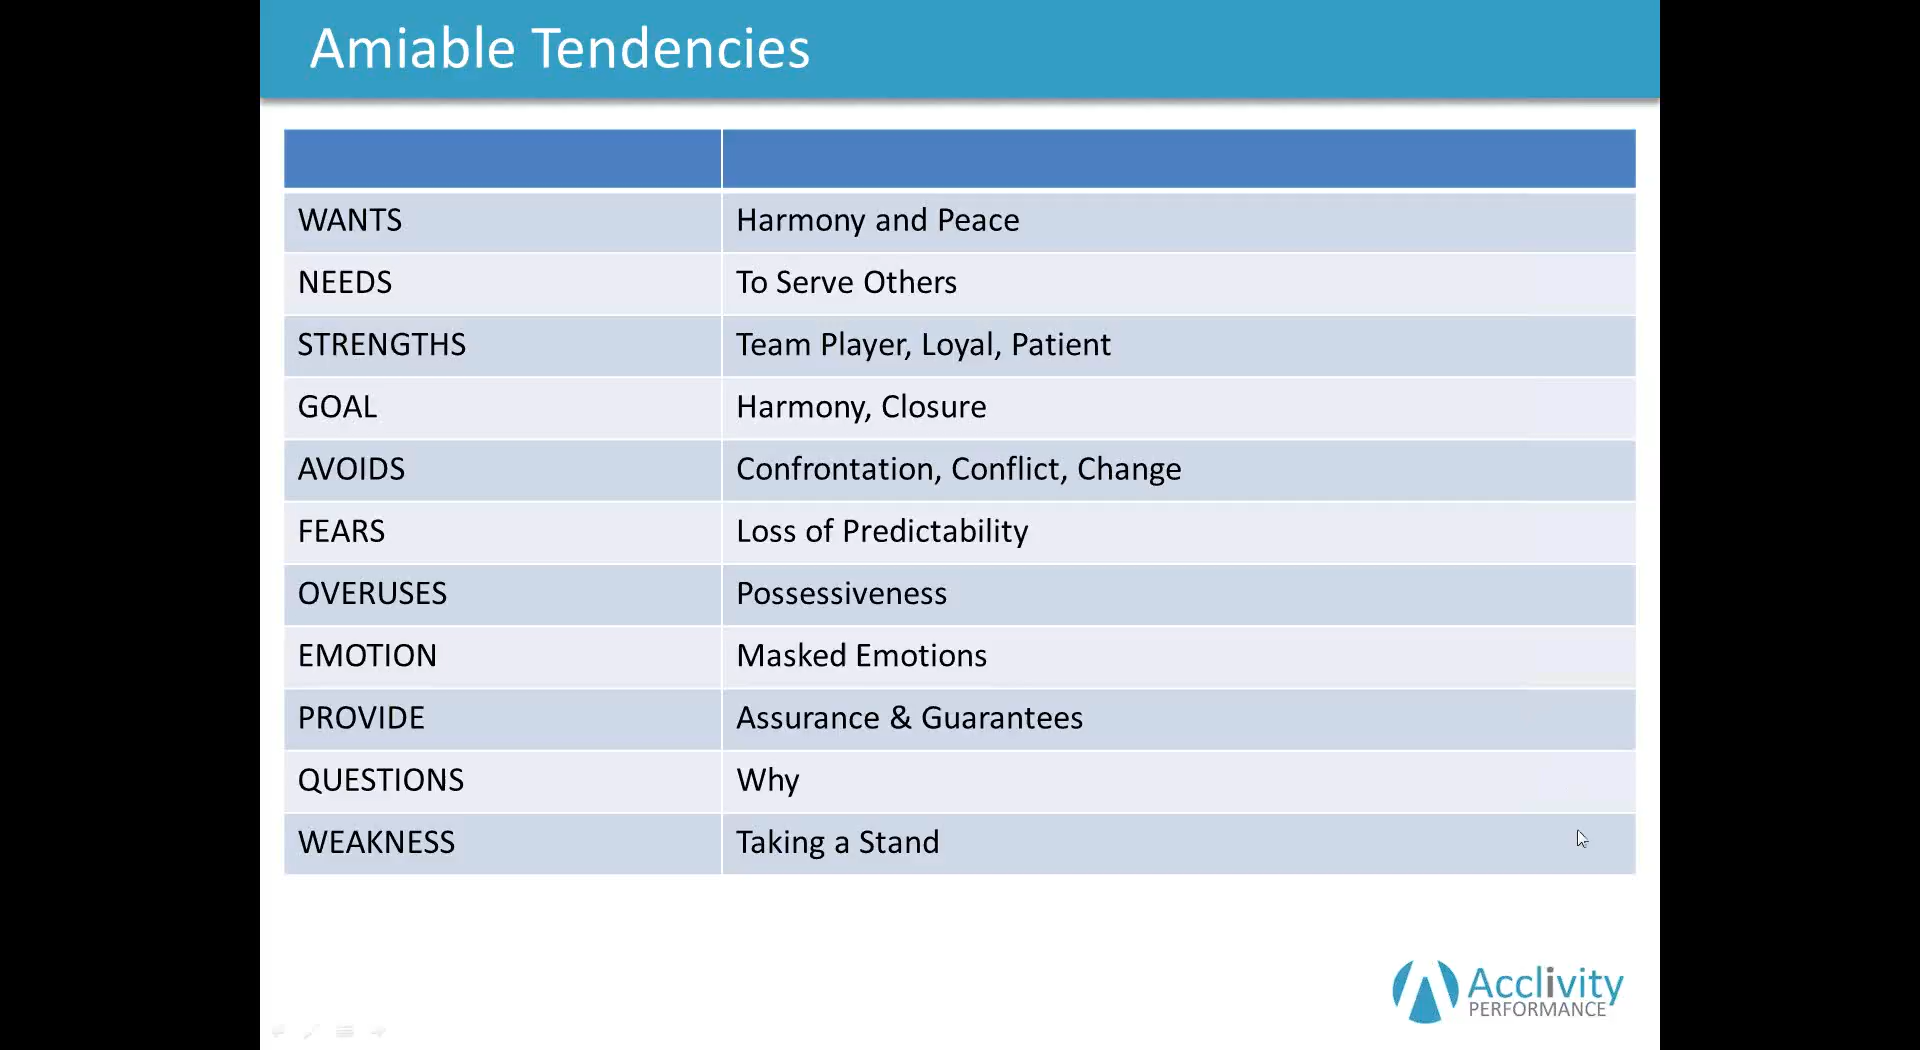 Amiable Tendencies
WANTS Harmony and Peace
NEEDS To Serve Others
STRENGTHS Team Player, Loyal, Patient
GOAL Harmony, Closure
AVOIDS Confrontation, Conflict, Change
FEARS Loss of Predictability
OVERUSES Possessiveness
EMOTION Masked Emotions
PROVIDE Assurance & Guarantees
QUESTIONS Why
WEAKNESS Taking a Stand
Acclivity
PERFORMANCE